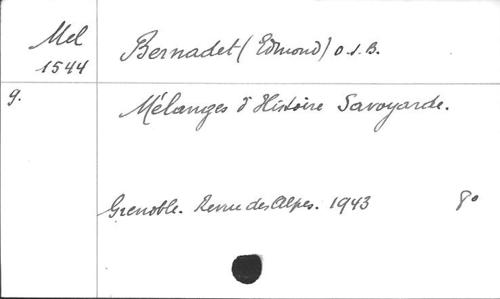 Mel
1544
Bernadet (Edmond) O.S.B.
9.
Mélanges d'Histoire Savoyarde.
Grenoble. Revue des Alpes. 1943 8°